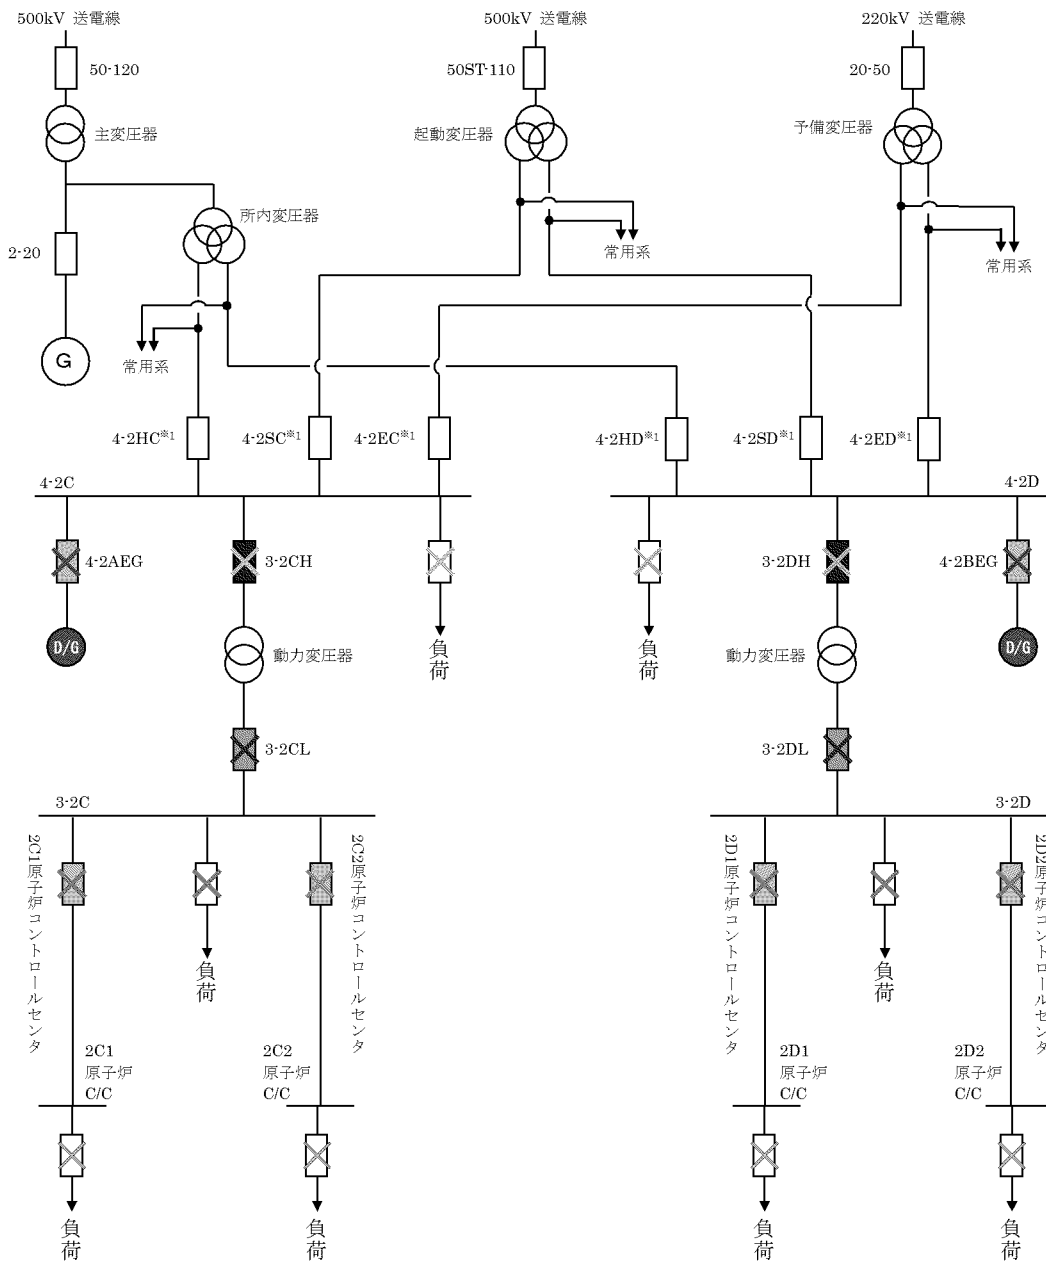 500kV 送電線
500kV 送電線
220kV 送電線
50-120
50ST-110
20-50
主変圧器
起動変圧器
予備変圧器
所内変圧器
2-20
常用系
常用系
G
常用系
4-2HC※1
4-2SC※1
4-2EC※1
4-2HD※1
4-2SD※1
4-2ED※1
4-2C
4-2D
4-2AEG
3-2CH
3-2DH
4-2BEG
D/G
動力変圧器
負荷
負荷
動力変圧器
D/G
3-2CL
3-2DL
3-2C
3-2D
2C1原子炉コントロールセンタ
2C2原子炉コントロールセンタ
2D1原子炉コントロールセンタ
2D2原子炉コントロールセンタ
負荷
負荷
2C1
原子炉
C/C
2C2
原子炉
C/C
2D1
原子炉
C/C
2D2
原子炉
C/C
負荷
負荷
負荷
負荷